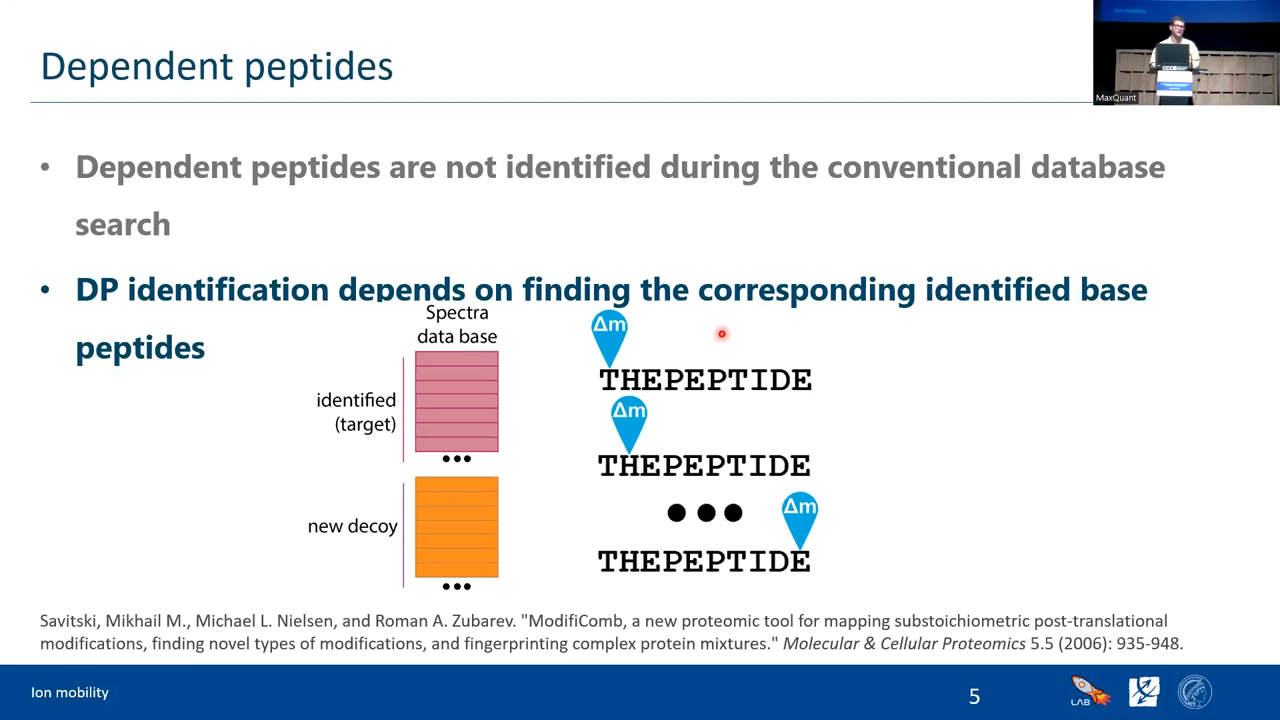 Dependent peptides
MaxQuant
• Dependent peptides are not identified during the conventional database
search
• DP identification depends on finding the corresponding identified base
peptides
Spectra
data base
identified
(target)
•••
new decoy
•••
Δm
THEPEPTIDE
Δm
THEPEPTIDE
•••
Δm
THEPEPTIDE
Savitski, Mikhail M., Michael L. Nielsen, and Roman A. Zubarev. "ModifiComb, a new proteomic tool for mapping substoichiometric post-translational
modifications, finding novel types of modifications, and fingerprinting complex protein mixtures." Molecular & Cellular Proteomics 5.5 (2006): 935-948.
Ion mobility
5
LAB